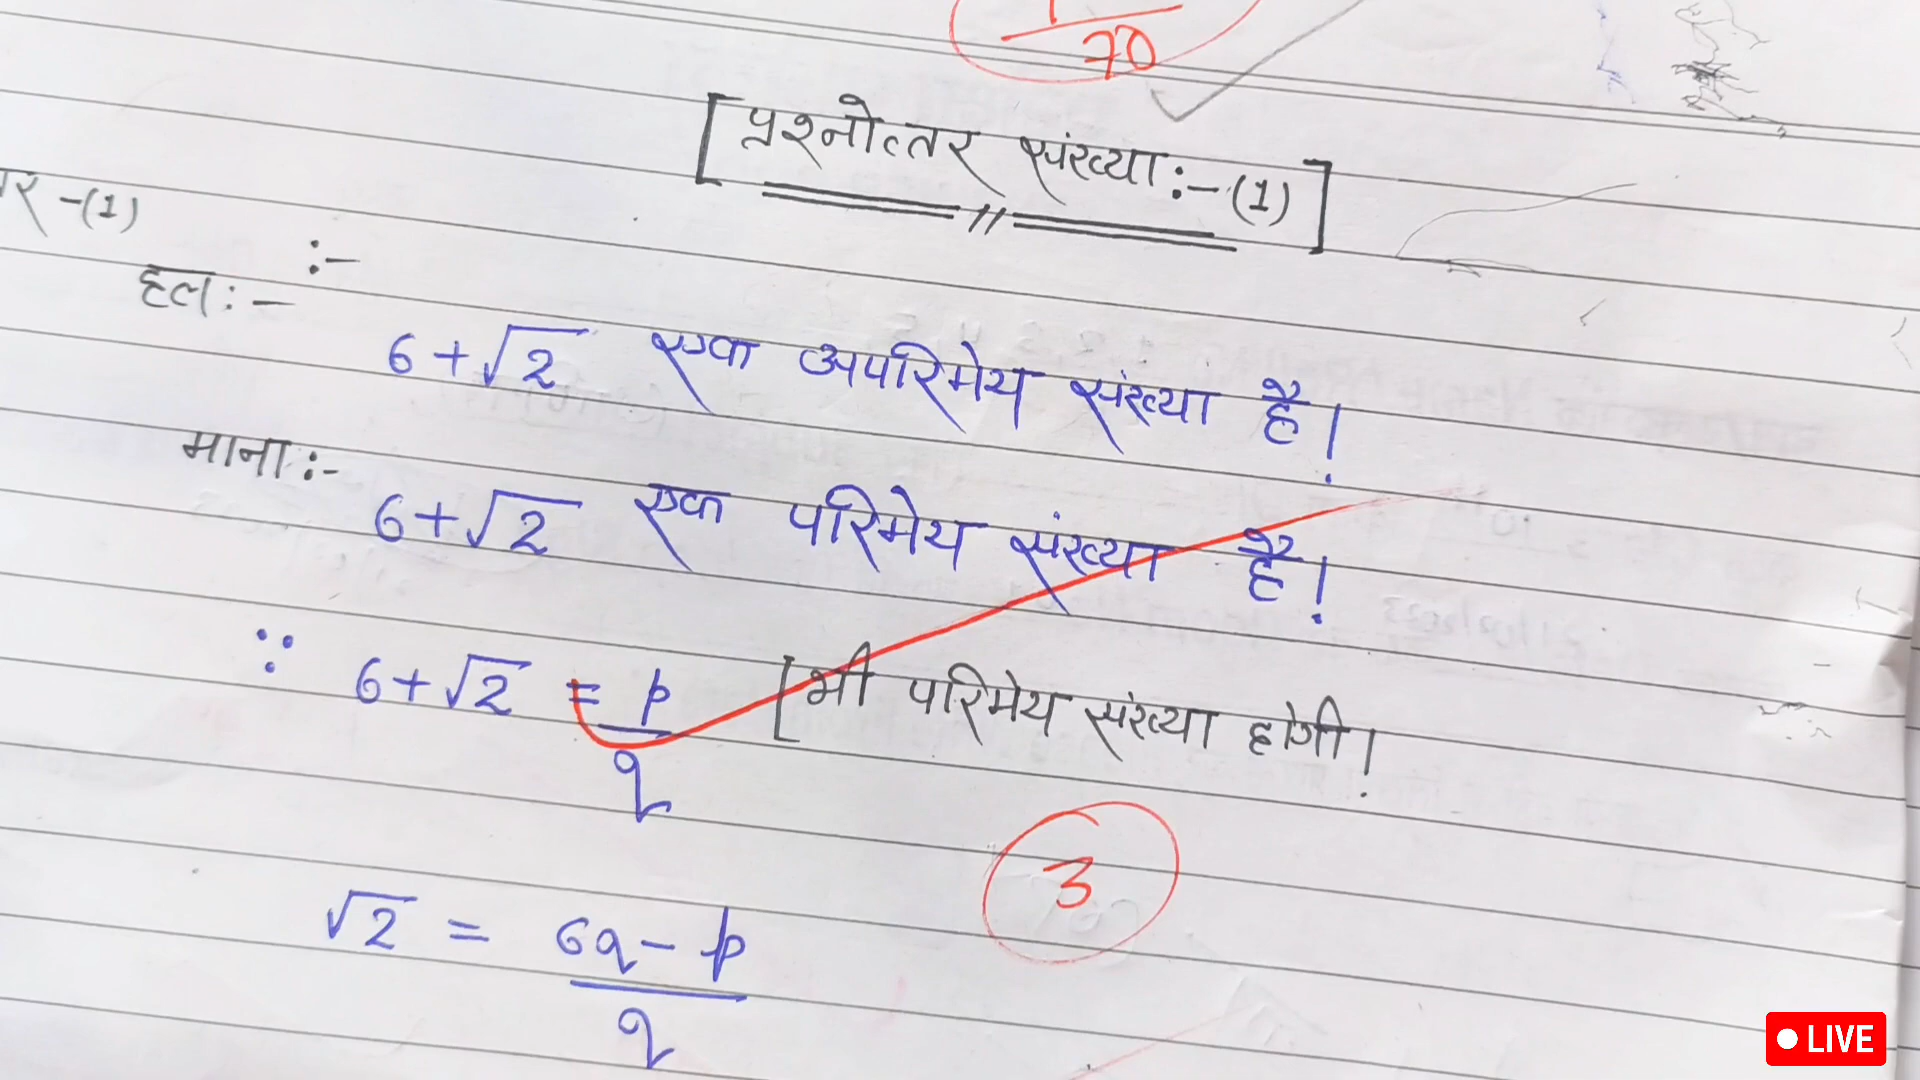 70
[प्रश्नोत्तर संख्या:-(1)]
-(1) :-
हल:-
6+√2 एक अपरिमेय संख्या है।
माना:-
6+√2 एक परिमेय संख्या है।
∵ 6+√2 = p/q [भी परिमेय संख्या होगी।
3
√2 = 6q-p/q
LIVE